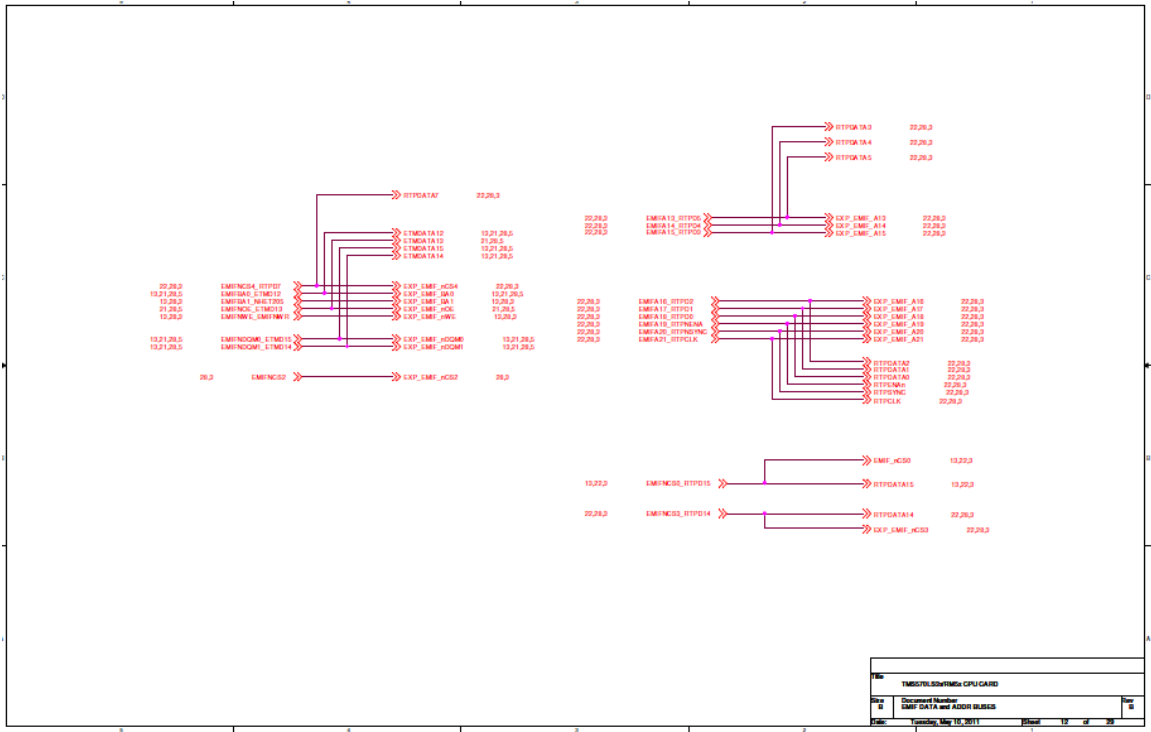 RTPDATA3 22,28,3
RTPDATA4 22,28,3
RTPDATA5 22,28,3
RTPDATA7 22,28,3
22,28,3 EMIFA13_RTPD5 EXP_EMIF_A13 22,28,3
22,28,3 EMIFA14_RTPD4 EXP_EMIF_A14 22,28,3
22,28,3 EMIFA15_RTPD3 EXP_EMIF_A15 22,28,3
ETMDATA12 13,21,28,5
ETMDATA13 21,28,5
ETMDATA15 13,21,28,5
ETMDATA14 13,21,28,5
22,28,3 EMIFNCS4_RTPD7 EXP_EMIF_nCS4 22,28,3
13,21,28,5 EMIFBA0_ETMD12 EXP_EMIF_BA0 13,21,28,5
13,28,3 EMIFBA1_NHET205 EXP_EMIF_BA1 13,28,3
21,28,5 EMIFNOE_ETMD13 EXP_EMIF_nOE 21,28,5
13,28,3 EMIFNWE_EMIFNWR EXP_EMIF_nWE 13,28,3
13,21,28,5 EMIFNDQM0_ETMD15 EXP_EMIF_nDQM0 13,21,28,5
13,21,28,5 EMIFNDQM1_ETMD14 EXP_EMIF_nDQM1 13,21,28,5
28,3 EMIFNCS2 EXP_EMIF_nCS2 28,3
22,28,3 EMIFA16_RTPD2 EXP_EMIF_A16 22,28,3
22,28,3 EMIFA17_RTPD1 EXP_EMIF_A17 22,28,3
22,28,3 EMIFA18_RTPD0 EXP_EMIF_A18 22,28,3
22,28,3 EMIFA19_RTPNENA EXP_EMIF_A19 22,28,3
22,28,3 EMIFA20_RTPNSYNC EXP_EMIF_A20 22,28,3
22,28,3 EMIFA21_RTPCLK EXP_EMIF_A21 22,28,3
RTPDATA2 22,28,3
RTPDATA1 22,28,3
RTPDATA0 22,28,3
RTPENAn 22,28,3
RTPSYNC 22,28,3
RTPCLK 22,28,3
EMIF_nCS0 13,22,3
13,22,3 EMIFNCS0_RTPD15 RTPDATA15 13,22,3
22,28,3 EMIFNCS3_RTPD14 RTPDATA14 22,28,3
EXP_EMIF_nCS3 22,28,3
Title
TMS570LS3x/RM5x CPU CARD
Size Document Number Rev
B EMIF DATA and ADDR BUSES B
Date: Tuesday, May 10, 2011 Sheet 12 of 29